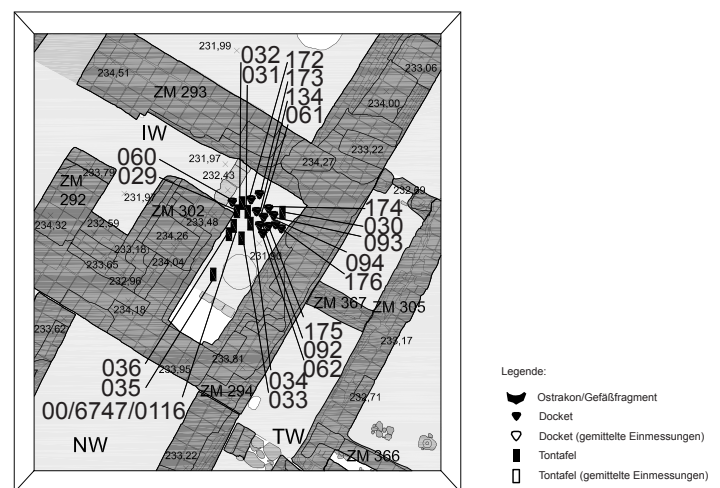 231,99
032 172
031 173
134
061
233,06
234,51
ZM 293
234,00
IW
233,22
060
029
231,97
232,43
234,27
233,79
ZM
292
231,97
232,69
ZM 302
233,48
174
030
093
234,32
232,59
234,26
233,18
094
176
233,65
234,04
231,90
232,96
234,18
ZM 367
ZM 305
233,62
175
092
062
233,17
036
035
233,95
233,81
034
033
ZM 294
232,71
00/6747/0116
NW
TW
233,22
ZM 366
Legende:
Ostrakon/Gefäßfragment
Docket
Docket (gemittelte Einmessungen)
Tontafel
Tontafel (gemittelte Einmessungen)